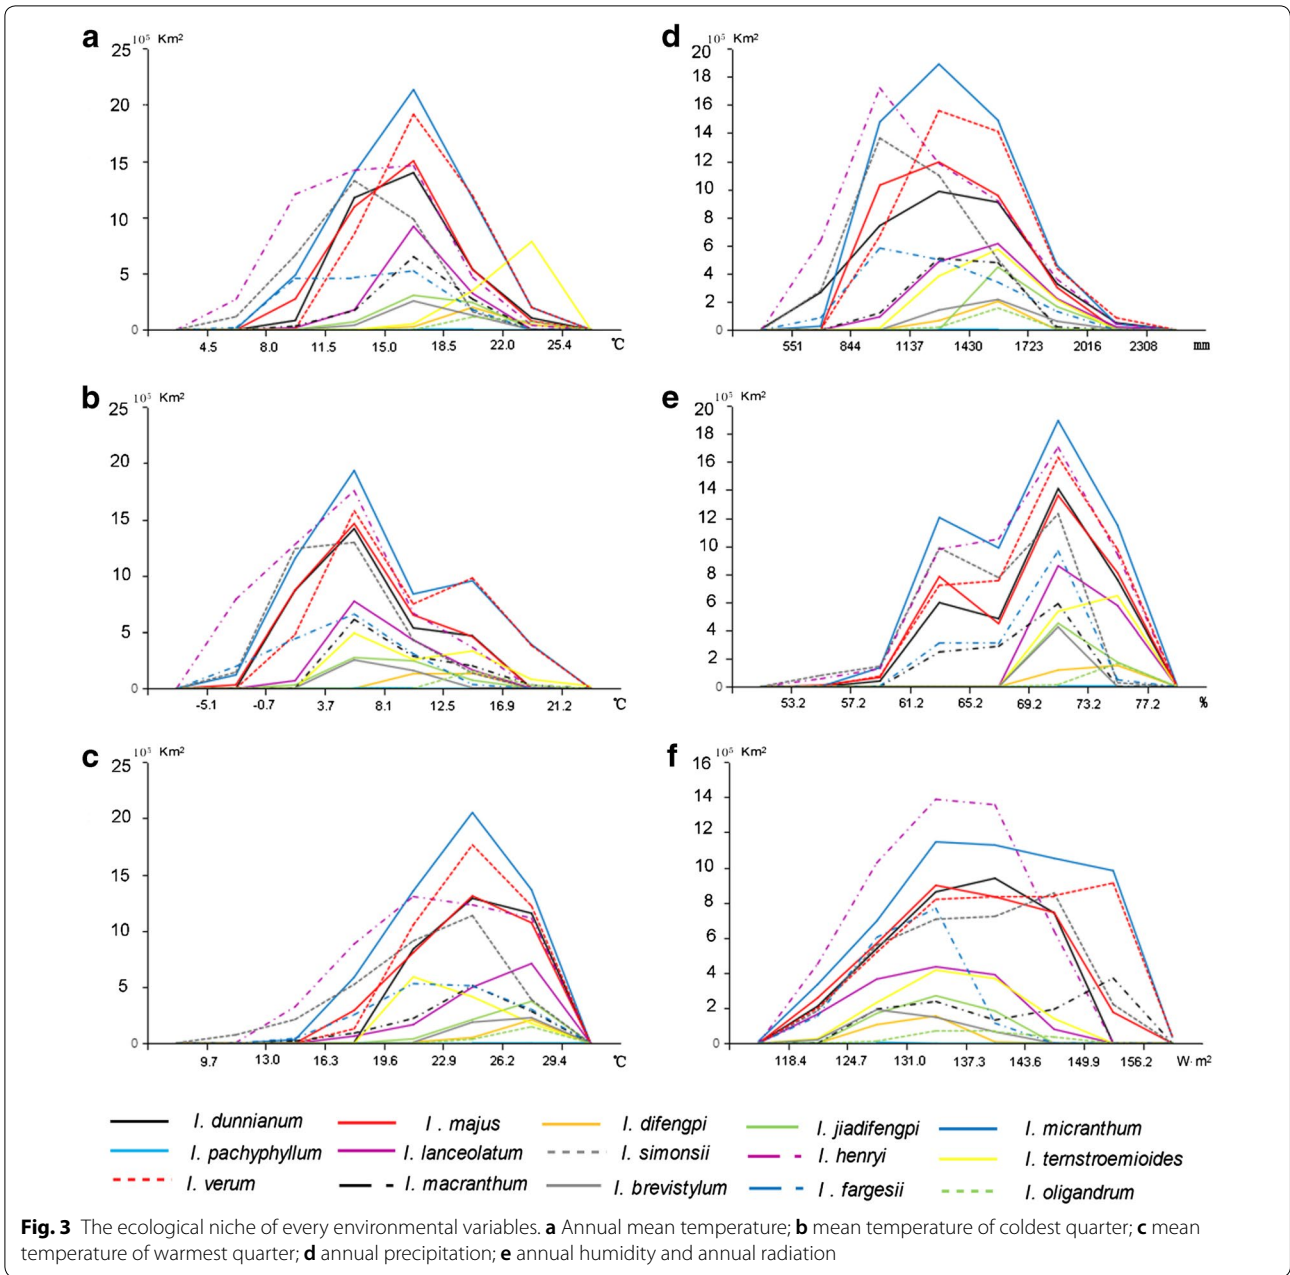 a
10⁵ Km²
25
20
15
10
5
0
4.5 8.0 11.5 15.0 18.5 22.0 25.4 ℃
d
10⁵ Km²
20
18
16
14
12
10
8
6
4
2
0
551 844 1137 1430 1723 2016 2308 mm
b
10⁵ Km²
25
20
15
10
5
0
-5.1 -0.7 3.7 8.1 12.5 16.9 21.2 ℃
e
10⁵ Km²
20
18
16
14
12
10
8
6
4
2
0
53.2 57.2 61.2 65.2 69.2 73.2 77.2 %
c
10⁵ Km²
25
20
15
10
5
0
9.7 13.0 16.3 19.6 22.9 26.2 29.4 ℃
f
10⁵ Km²
16
14
12
10
8
6
4
2
0
118.4 124.7 131.0 137.3 143.6 149.9 156.2 W·m²
I. dunnianum I . majus I. difengpi I. jiadifengpi I. micranthum
I. pachyphyllum I. lanceolatum I. simonsii I. henryi I. ternstroemioides
I. verum I. macranthum I. brevistylum I . fargesii I. oligandrum
Fig. 3 The ecological niche of every environmental variables. a Annual mean temperature; b mean temperature of coldest quarter; c mean
temperature of warmest quarter; d annual precipitation; e annual humidity and annual radiation